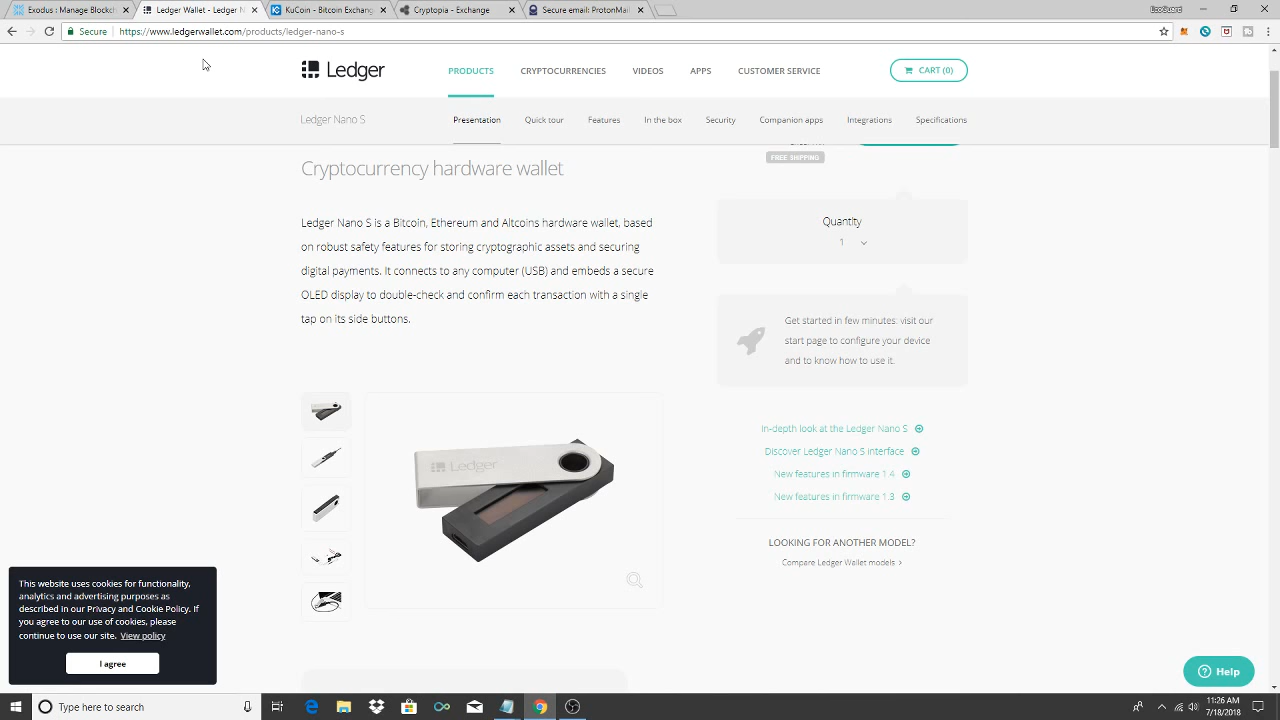 Exodus : Manage Blockch
Ledger Wallet - Ledger N
KuCoin - Bitcoin Exchang
Cryptopia - Exchange
Secure email: ProtonMai
Secure
https://www.ledgerwallet.com/products/ledger-nano-s
Ledger
PRODUCTS
CRYPTOCURRENCIES
VIDEOS
APPS
CUSTOMER SERVICE
CART (0)
Ledger Nano S
Presentation
Quick tour
Features
In the box
Security
Companion apps
Integrations
Specifications
FREE SHIPPING
Cryptocurrency hardware wallet
Ledger Nano S is a Bitcoin, Ethereum and Altcoins hardware wallet, based
on robust safety features for storing cryptographic assets and securing
digital payments. It connects to any computer (USB) and embeds a secure
OLED display to double-check and confirm each transaction with a single
tap on its side buttons.
Quantity
1
Get started in few minutes: visit our
start page to configure your device
and to know how to use it.
In-depth look at the Ledger Nano S
Discover Ledger Nano S interface
New features in firmware 1.4
New features in firmware 1.3
LOOKING FOR ANOTHER MODEL?
Compare Ledger Wallet models >
Ledger
This website uses cookies for functionality,
analytics and advertising purposes as
described in our Privacy and Cookie Policy. If
you agree to our use of cookies, please
continue to use our site. View policy
I agree
Help
Type here to search
11:26 AM
7/18/2018